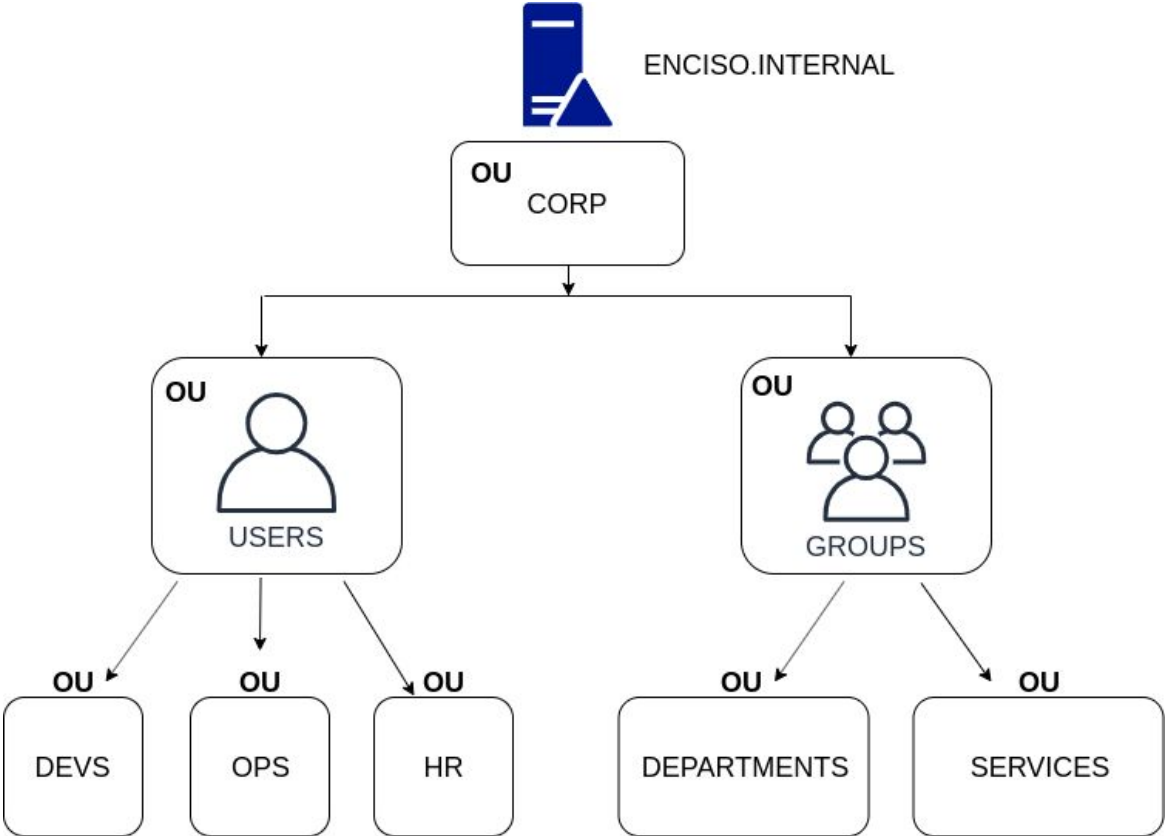 ENCISO.INTERNAL
OU
CORP
OU
USERS
OU
GROUPS
OU
DEVS
OU
OPS
OU
HR
OU
DEPARTMENTS
OU
SERVICES